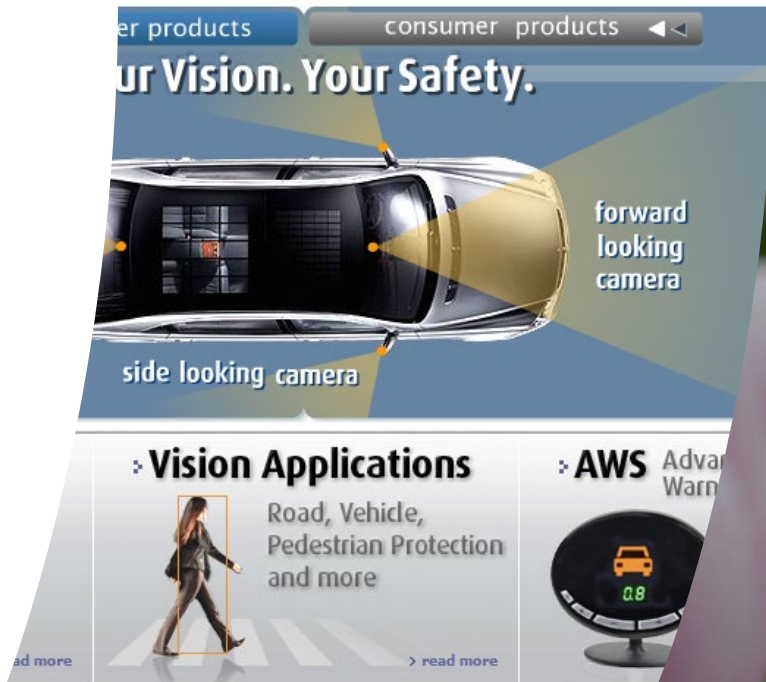 er products
consumer products
ur Vision. Your Safety.
forward
looking
camera
side looking camera
Vision Applications
Road, Vehicle,
Pedestrian Protection
and more
> read more
AWS
0.8
ad more